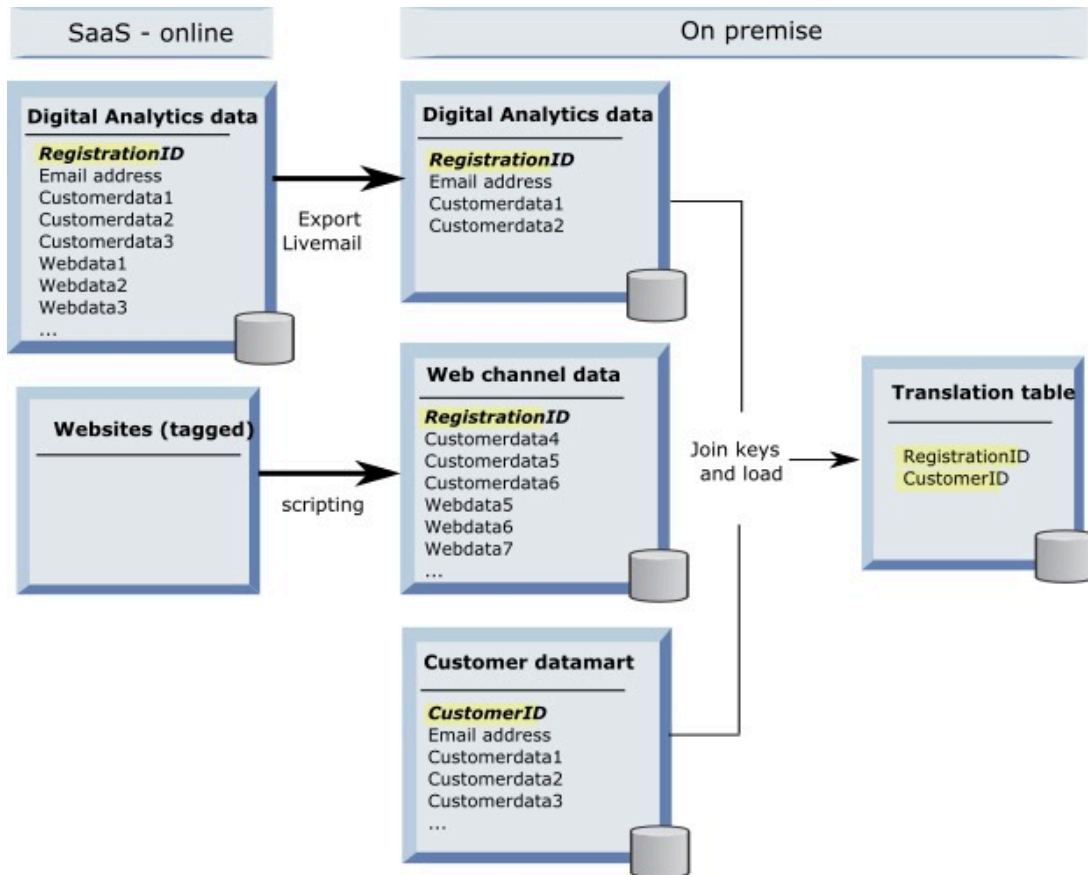 SaaS - online
On premise
Digital Analytics data
RegistrationID
Email address
Customerdata1
Customerdata2
Customerdata3
Webdata1
Webdata2
Webdata3
...
Export
Livemail
Digital Analytics data
RegistrationID
Email address
Customerdata1
Customerdata2
Websites (tagged)
scripting
Web channel data
RegistrationID
Customerdata4
Customerdata5
Customerdata6
Webdata5
Webdata6
Webdata7
...
Customer datamart
CustomerID
Email address
Customerdata1
Customerdata2
Customerdata3
...
Join keys
and load
Translation table
RegistrationID
CustomerID